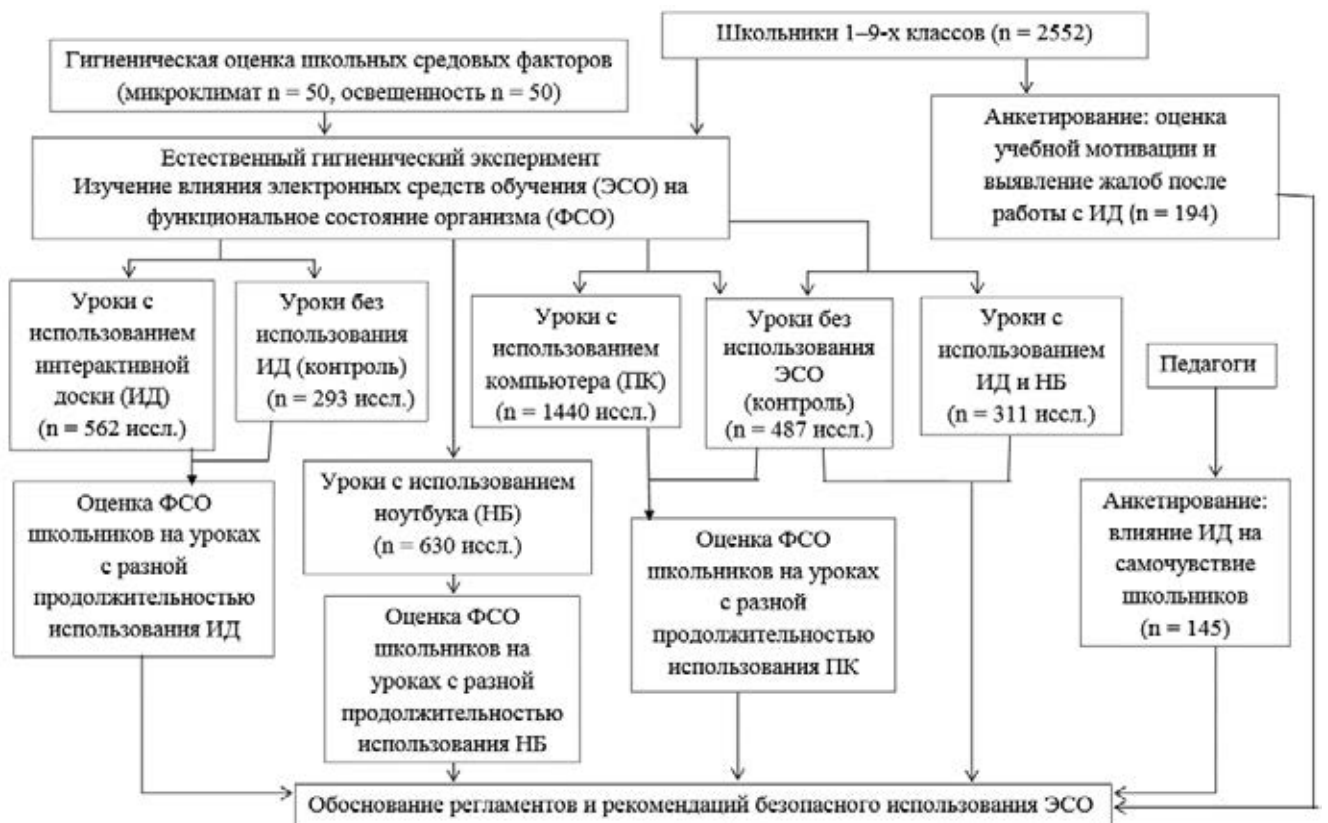 Школьники 1–9-х классов (n = 2552)
Гигиеническая оценка школьных средовых факторов
(микроклимат n = 50, освещенность n = 50)
Анкетирование: оценка
учебной мотивации и
выявление жалоб после
работы с ИД (n = 194)
Естественный гигиенический эксперимент
Изучение влияния электронных средств обучения (ЭСО) на
функциональное состояние организма (ФСО)
Уроки с
использованием
интерактивной
доски (ИД)
(n = 562 иссл.)
Уроки без
использования
ИД (контроль)
(n = 293 иссл.)
Уроки с
использованием
компьютера (ПК)
(n = 1440 иссл.)
Уроки без
использования
ЭСО
(контроль)
(n = 487 иссл.)
Уроки с
использованием
ИД и НБ
(n = 311 иссл.)
Педагоги
Оценка ФСО
школьников на уроках
с разной
продолжительностью
использования ИД
Уроки с использованием
ноутбука (НБ)
(n = 630 иссл.)
Оценка ФСО
школьников на
уроках с разной
продолжительностью
использования НБ
Оценка ФСО
школьников на уроках
с разной
продолжительностью
использования ПК
Анкетирование:
влияние ИД на
самочувствие
школьников
(n = 145)
Обоснование регламентов и рекомендаций безопасного использования ЭСО